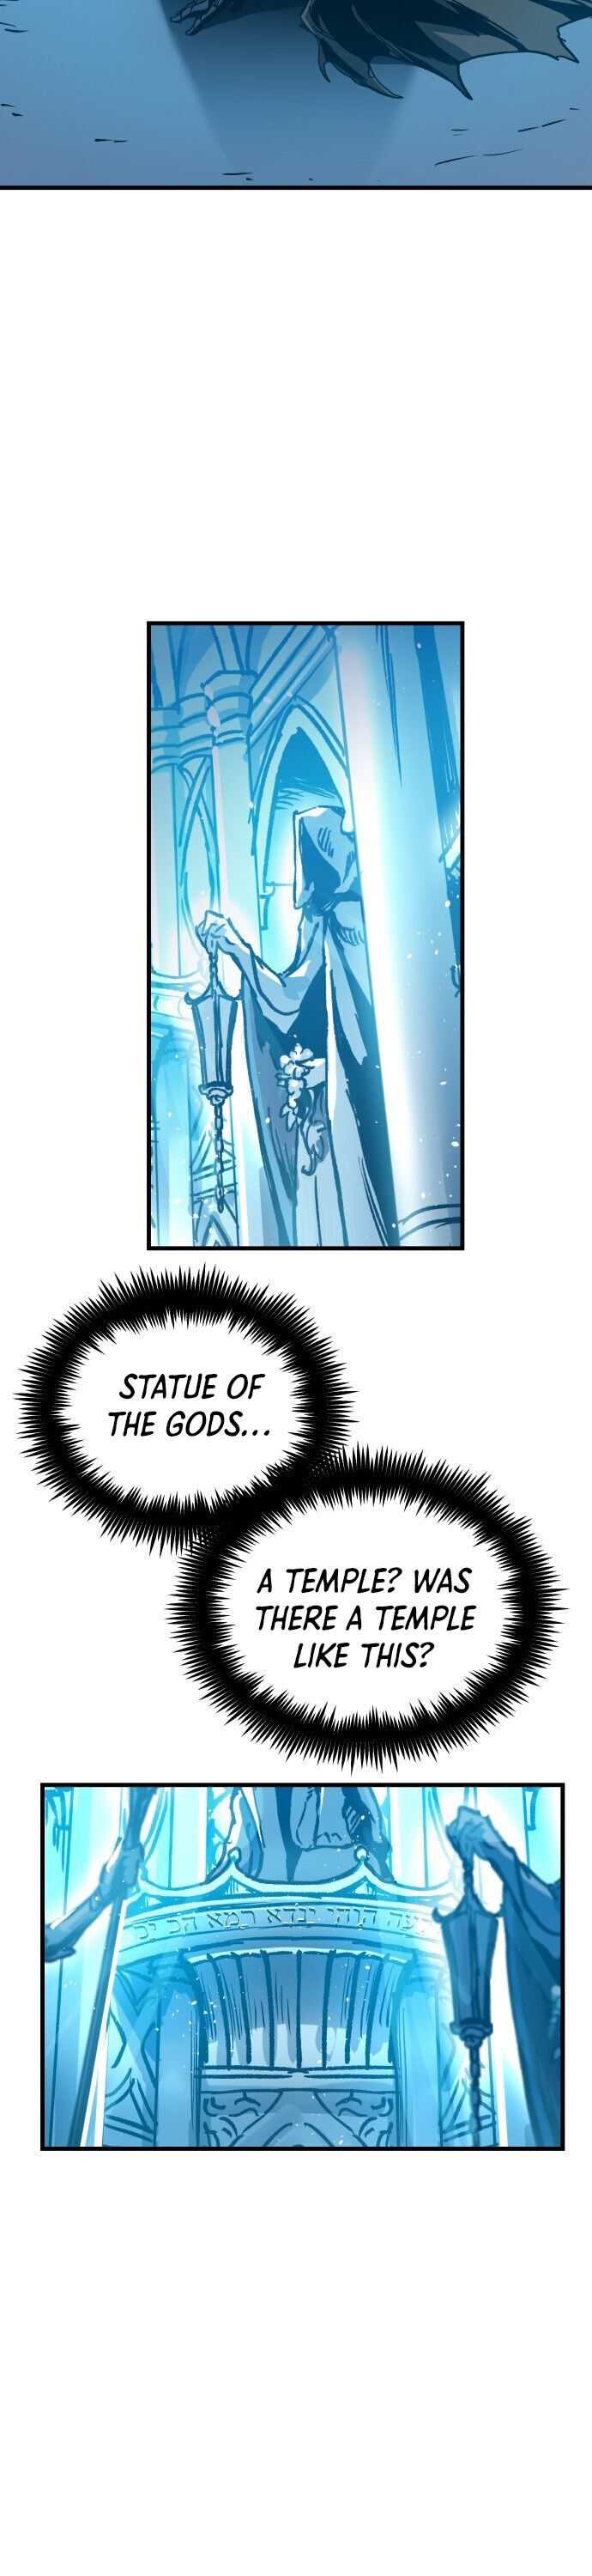 STATUE OF
THE GODS...
A TEMPLE? WAS
THERE A TEMPLE
LIKE THIS?